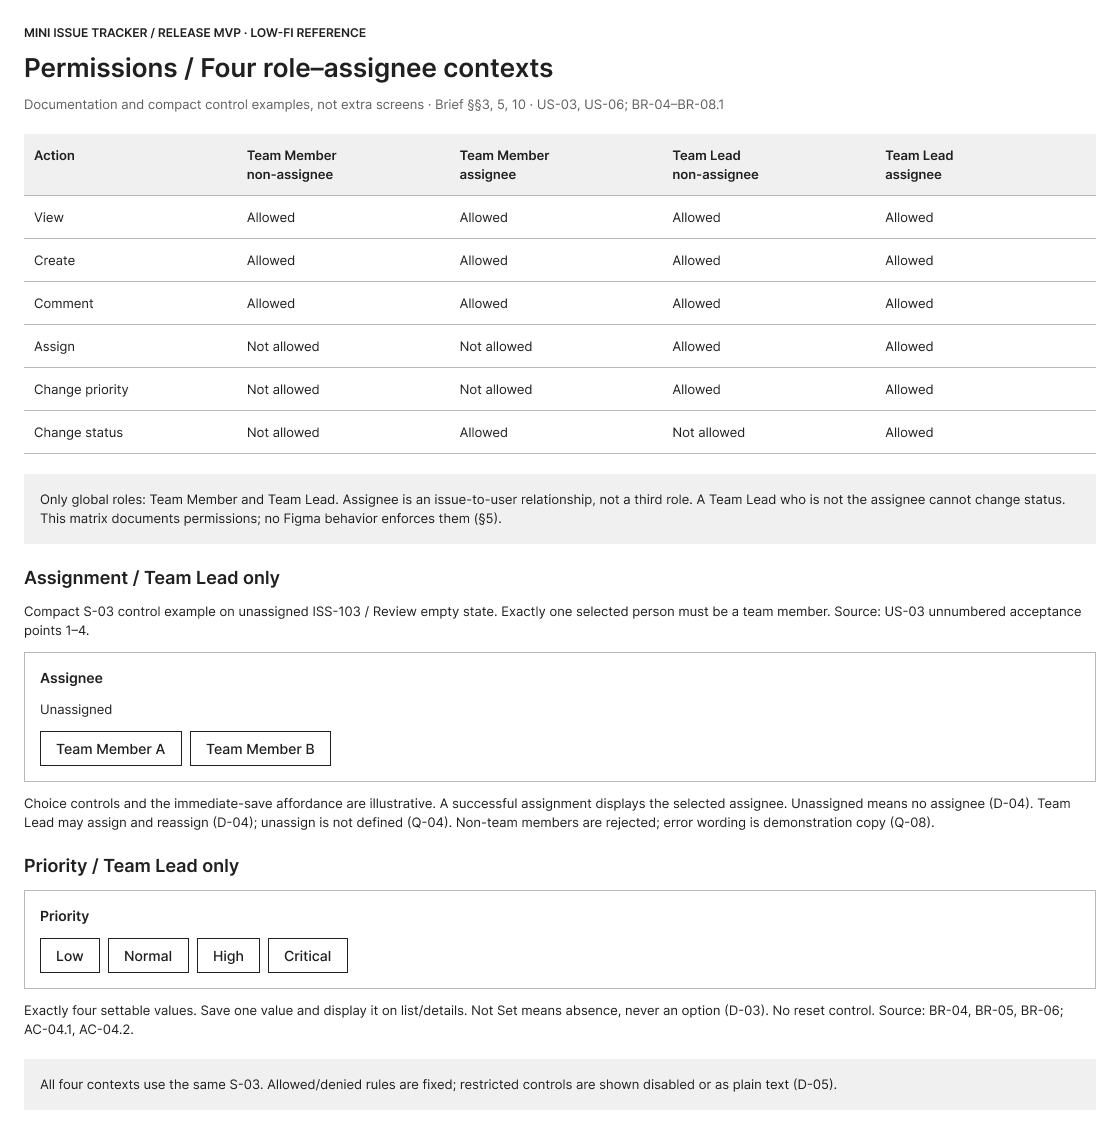 MINI ISSUE TRACKER / RELEASE MVP · LOW-FI REFERENCE
Permissions / Four role–assignee contexts
Documentation and compact control examples, not extra screens · Brief §§3, 5, 10 · US-03, US-06; BR-04–BR-08.1
Action
Team Member
non-assignee
Team Member
assignee
Team Lead
non-assignee
Team Lead
assignee
View Allowed Allowed Allowed Allowed
Create Allowed Allowed Allowed Allowed
Comment Allowed Allowed Allowed Allowed
Assign Not allowed Not allowed Allowed Allowed
Change priority Not allowed Not allowed Allowed Allowed
Change status Not allowed Allowed Not allowed Allowed
Only global roles: Team Member and Team Lead. Assignee is an issue-to-user relationship, not a third role. A Team Lead who is not the assignee cannot change status.
This matrix documents permissions; no Figma behavior enforces them (§5).
Assignment / Team Lead only
Compact S-03 control example on unassigned ISS-103 / Review empty state. Exactly one selected person must be a team member. Source: US-03 unnumbered acceptance
points 1–4.
Assignee
Unassigned
Team Member A Team Member B
Choice controls and the immediate-save affordance are illustrative. A successful assignment displays the selected assignee. Unassigned means no assignee (D-04). Team
Lead may assign and reassign (D-04); unassign is not defined (Q-04). Non-team members are rejected; error wording is demonstration copy (Q-08).
Priority / Team Lead only
Priority
Low Normal High Critical
Exactly four settable values. Save one value and display it on list/details. Not Set means absence, never an option (D-03). No reset control. Source: BR-04, BR-05, BR-06;
AC-04.1, AC-04.2.
All four contexts use the same S-03. Allowed/denied rules are fixed; restricted controls are shown disabled or as plain text (D-05).